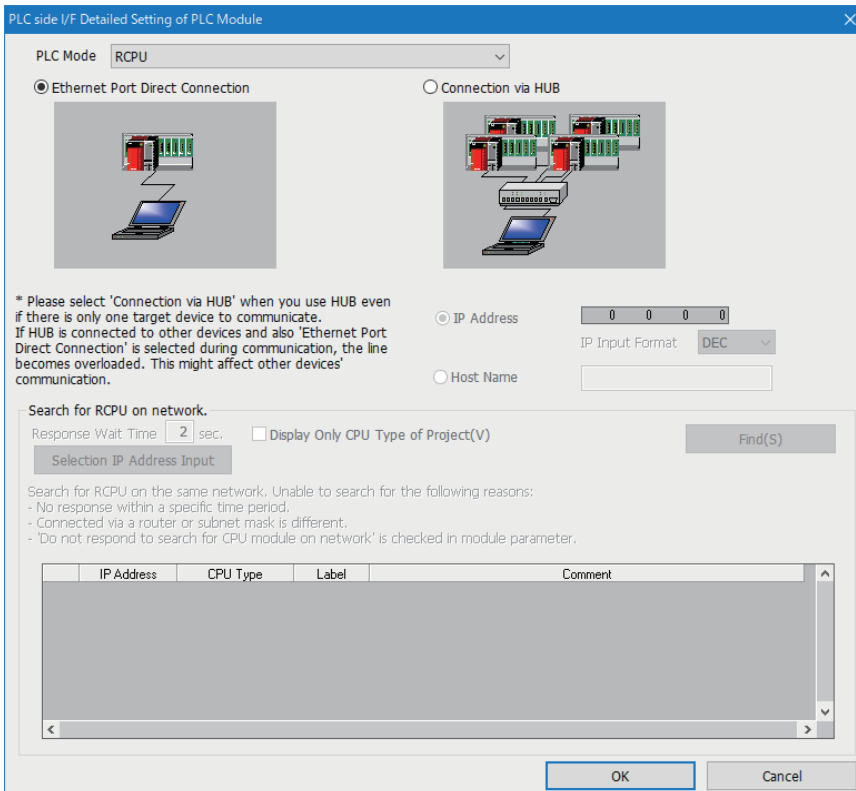 PLC side I/F Detailed Setting of PLC Module
PLC Mode RCPU
Ethernet Port Direct Connection
Connection via HUB
* Please select 'Connection via HUB' when you use HUB even
if there is only one target device to communicate.
If HUB is connected to other devices and also 'Ethernet Port
Direct Connection' is selected during communication, the line
becomes overloaded. This might affect other devices'
communication.
IP Address 0 0 0 0
IP Input Format DEC
Host Name
Search for RCPU on network.
Response Wait Time 2 sec. Display Only CPU Type of Project(V)
Find(S)
Selection IP Address Input
Search for RCPU on the same network. Unable to search for the following reasons:
- No response within a specific time period.
- Connected via a router or subnet mask is different.
- 'Do not respond to search for CPU module on network' is checked in module parameter.
IP Address CPU Type Label Comment
OK Cancel